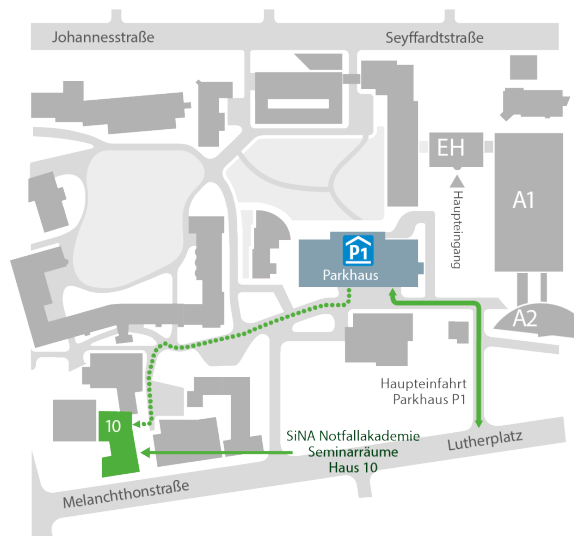 Johannesstraße
Seyffardtstraße
EH
A1
Haupteingang
P1
Parkhaus
A2
Haupteinfahrt
Parkhaus P1
10
SiNA Notfallakademie
Seminarräume
Haus 10
Lutherplatz
Melanchthonstraße